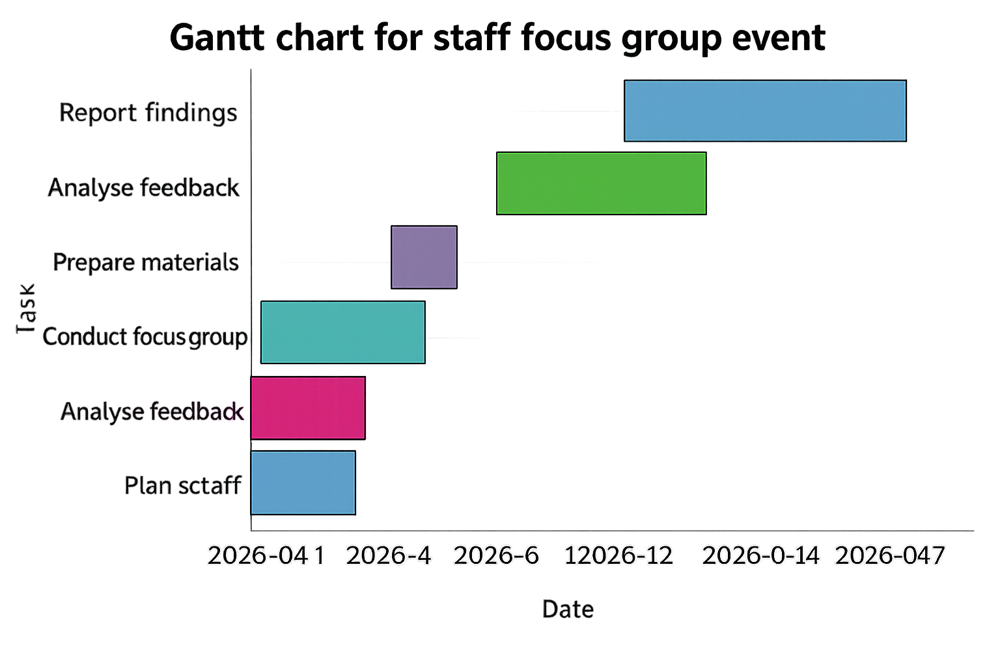 Gantt chart for staff focus group event
Report findings
Analyse feedback
Prepare materials
Task
Conduct focus group
Analyse feedback
Plan sctaff
2026-04 1 2026-4 2026-6 12026-12 2026-0-14 2026-047
Date